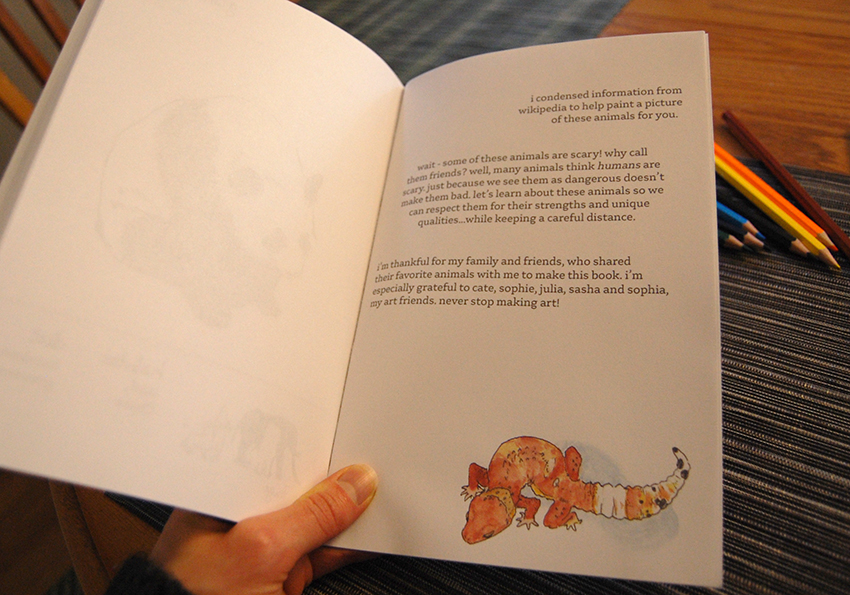 i condensed information from
wikipedia to help paint a picture
of these animals for you.
wait - some of these animals are scary! why call
them friends? well, many animals think humans are
scary. just because we see them as dangerous doesn't
make them bad. let's learn about these animals so we
can respect them for their strengths and unique
qualities...while keeping a careful distance.
i'm thankful for my family and friends, who shared
their favorite animals with me to make this book. i'm
especially grateful to cate, sophie, julia, sasha and sophia,
my art friends. never stop making art!